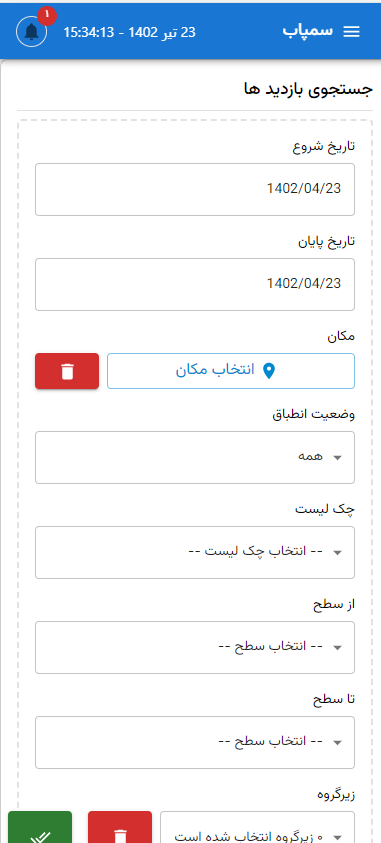 سمپاب
23 تیر 1402 - 15:34:13
۱
جستجوی بازدید ها
تاریخ شروع
1402/04/23
تاریخ پایان
1402/04/23
مکان
انتخاب مکان
وضعیت انطباق
همه
چک لیست
-- انتخاب چک لیست --
از سطح
-- انتخاب سطح --
تا سطح
-- انتخاب سطح --
زیرگروه
۰ زیرگروه انتخاب شده است